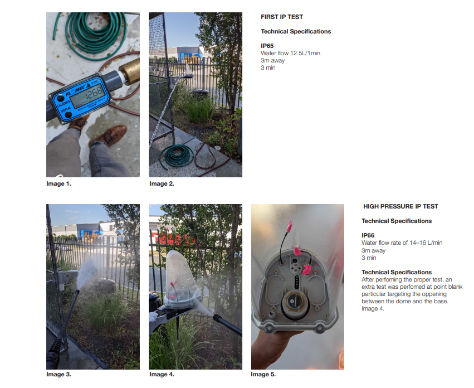 FIRST IP TEST
Technical Specifications
IP65
Water flow 12.5L/1min
3m away
3 min
Image 1.
Image 2.
HIGH PRESSURE IP TEST
Technical Specifications
IP66
Water flow rate of 14–16 L/min
3m away
3 min
Technical Specifications
After perfoming the proper test, an
extra test was perfomed at point blank
particular targeting the oppening
between the dome and the base.
Image 4.
Image 3.
Image 4.
Image 5.